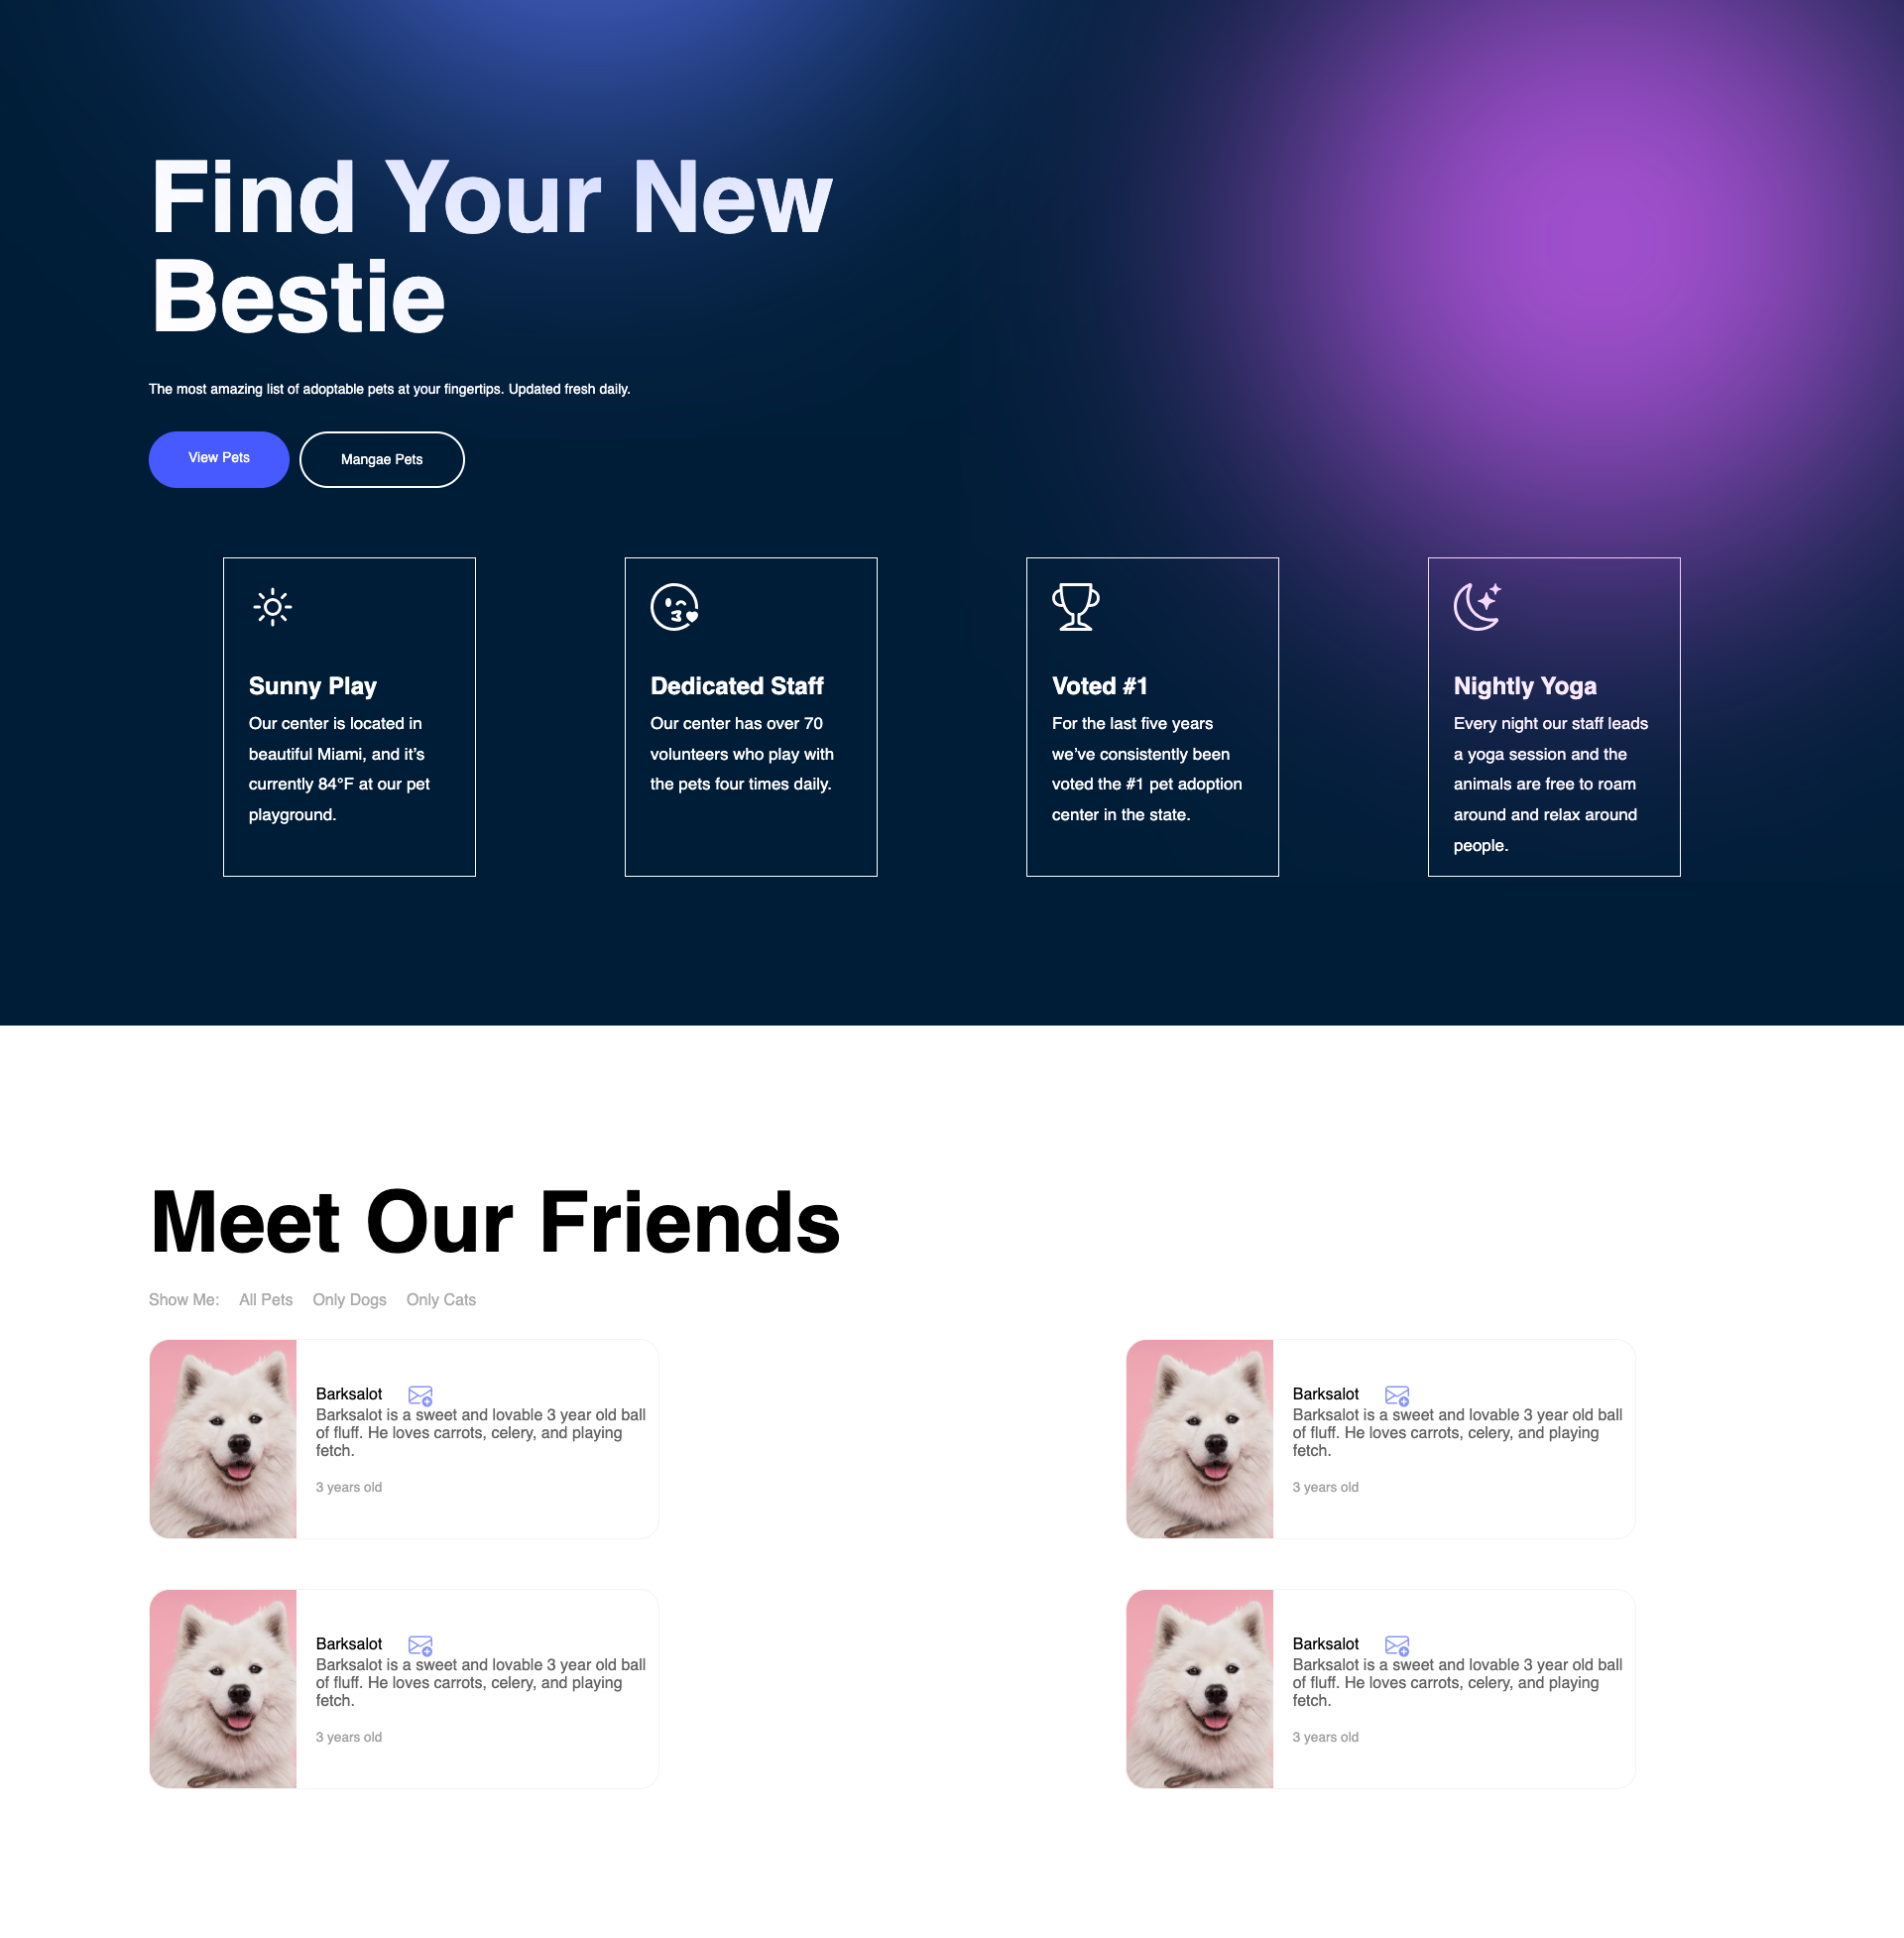 Find Your New
Bestie
The most amazing list of adoptable pets at your fingertips. Updated fresh daily.
View Pets
Mangae Pets
Sunny Play
Our center is located in
beautiful Miami, and it’s
currently 84°F at our pet
playground.
Dedicated Staff
Our center has over 70
volunteers who play with
the pets four times daily.
Voted #1
For the last five years
we’ve consistently been
voted the #1 pet adoption
center in the state.
Nightly Yoga
Every night our staff leads
a yoga session and the
animals are free to roam
around and relax around
people.
Meet Our Friends
Show Me: All Pets Only Dogs Only Cats
Barksalot
Barksalot is a sweet and lovable 3 year old ball
of fluff. He loves carrots, celery, and playing
fetch.
3 years old
Barksalot
Barksalot is a sweet and lovable 3 year old ball
of fluff. He loves carrots, celery, and playing
fetch.
3 years old
Barksalot
Barksalot is a sweet and lovable 3 year old ball
of fluff. He loves carrots, celery, and playing
fetch.
3 years old
Barksalot
Barksalot is a sweet and lovable 3 year old ball
of fluff. He loves carrots, celery, and playing
fetch.
3 years old